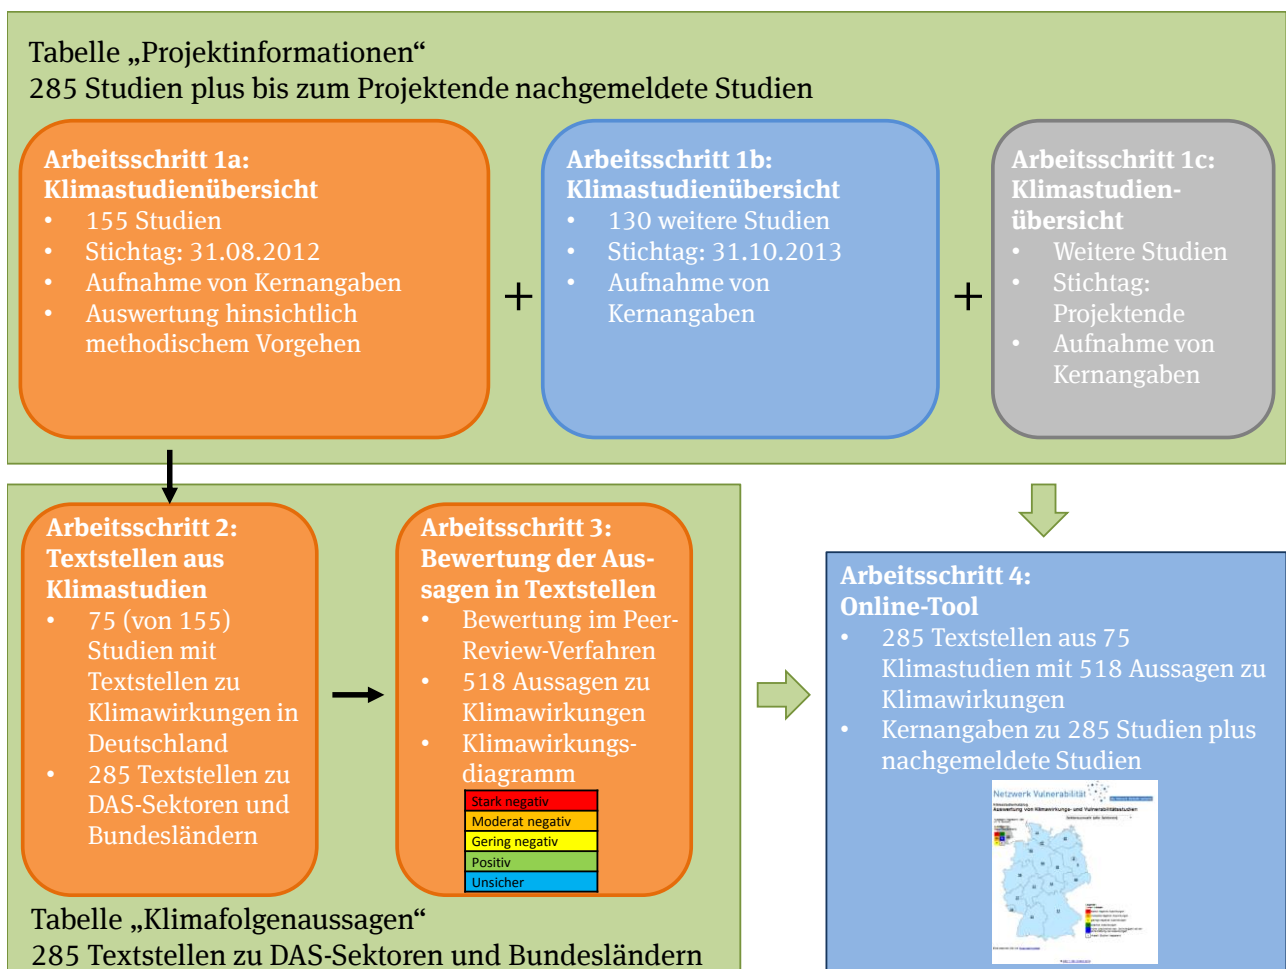 Tabelle „Projektinformationen“
285 Studien plus bis zum Projektende nachgemeldete Studien
Arbeitsschritt 1a:
Klimastudienübersicht
• 155 Studien
• Stichtag: 31.08.2012
• Aufnahme von Kernangaben
• Auswertung hinsichtlich
methodischem Vorgehen
+
Arbeitsschritt 1b:
Klimastudienübersicht
• 130 weitere Studien
• Stichtag: 31.10.2013
• Aufnahme von
Kernangaben
+
Arbeitsschritt 1c:
Klimastudien-
übersicht
• Weitere Studien
• Stichtag:
Projektende
• Aufnahme von
Kernangaben
Arbeitsschritt 2:
Textstellen aus
Klimastudien
• 75 (von 155)
Studien mit
Textstellen zu
Klimawirkungen in
Deutschland
• 285 Textstellen zu
DAS-Sektoren und
Bundesländern
Arbeitsschritt 3:
Bewertung der Aus-
sagen in Textstellen
• Bewertung im Peer-
Review-Verfahren
• 518 Aussagen zu
Klimawirkungen
• Klimawirkungs-
diagramm
Stark negativ
Moderat negativ
Gering negativ
Positiv
Unsicher
Tabelle „Klimafolgenaussagen“
285 Textstellen zu DAS-Sektoren und Bundesländern
Arbeitsschritt 4:
Online-Tool
• 285 Textstellen aus 75
Klimastudien mit 518 Aussagen zu
Klimawirkungen
• Kernangaben zu 285 Studien plus
nachgemeldete Studien
Netzwerk Vulnerabilität
Auswertung von Klimawirkungs- und Vulnerabilitätsstudien